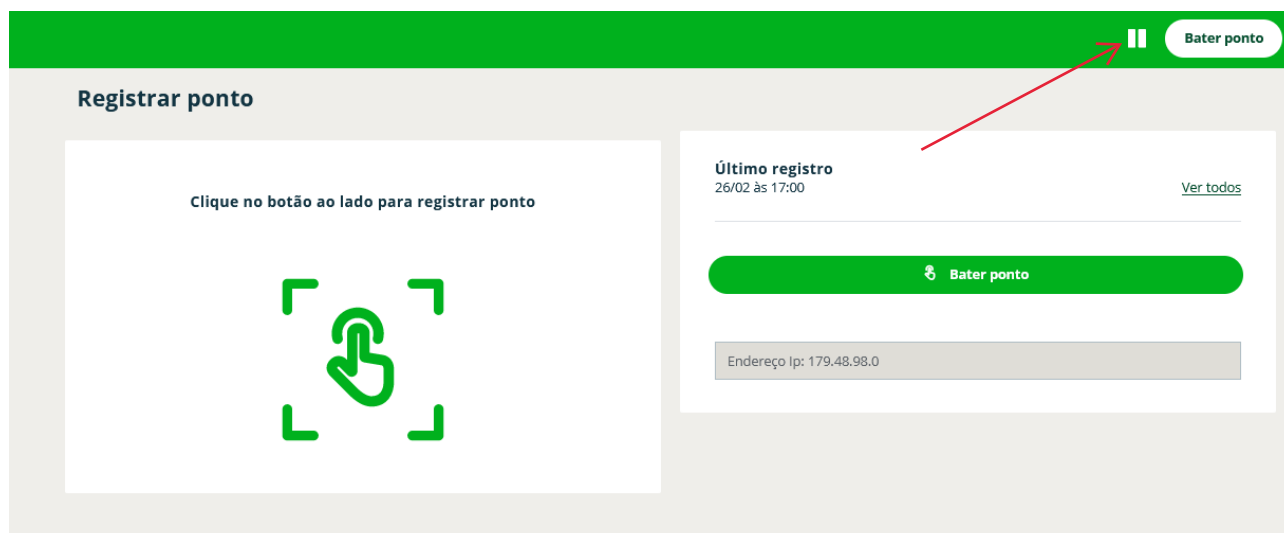 Bater ponto
Registrar ponto
Clique no botão ao lado para registrar ponto
Último registro
26/02 às 17:00
Ver todos
Bater ponto
Endereço Ip: 179.48.98.0